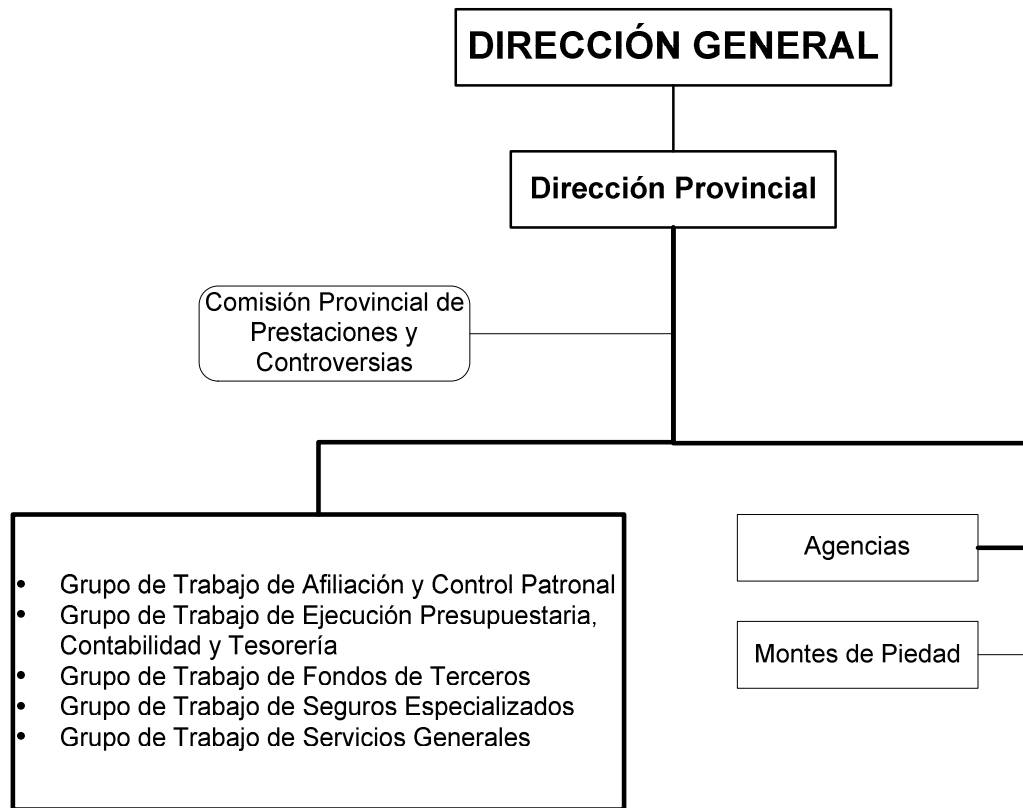 DIRECCIÓN GENERAL
Dirección Provincial
Comisión Provincial de
Prestaciones y
Controversias
• Grupo de Trabajo de Afiliación y Control Patronal
• Grupo de Trabajo de Ejecución Presupuestaria,
Contabilidad y Tesorería
• Grupo de Trabajo de Fondos de Terceros
• Grupo de Trabajo de Seguros Especializados
• Grupo de Trabajo de Servicios Generales
Agencias
Montes de Piedad